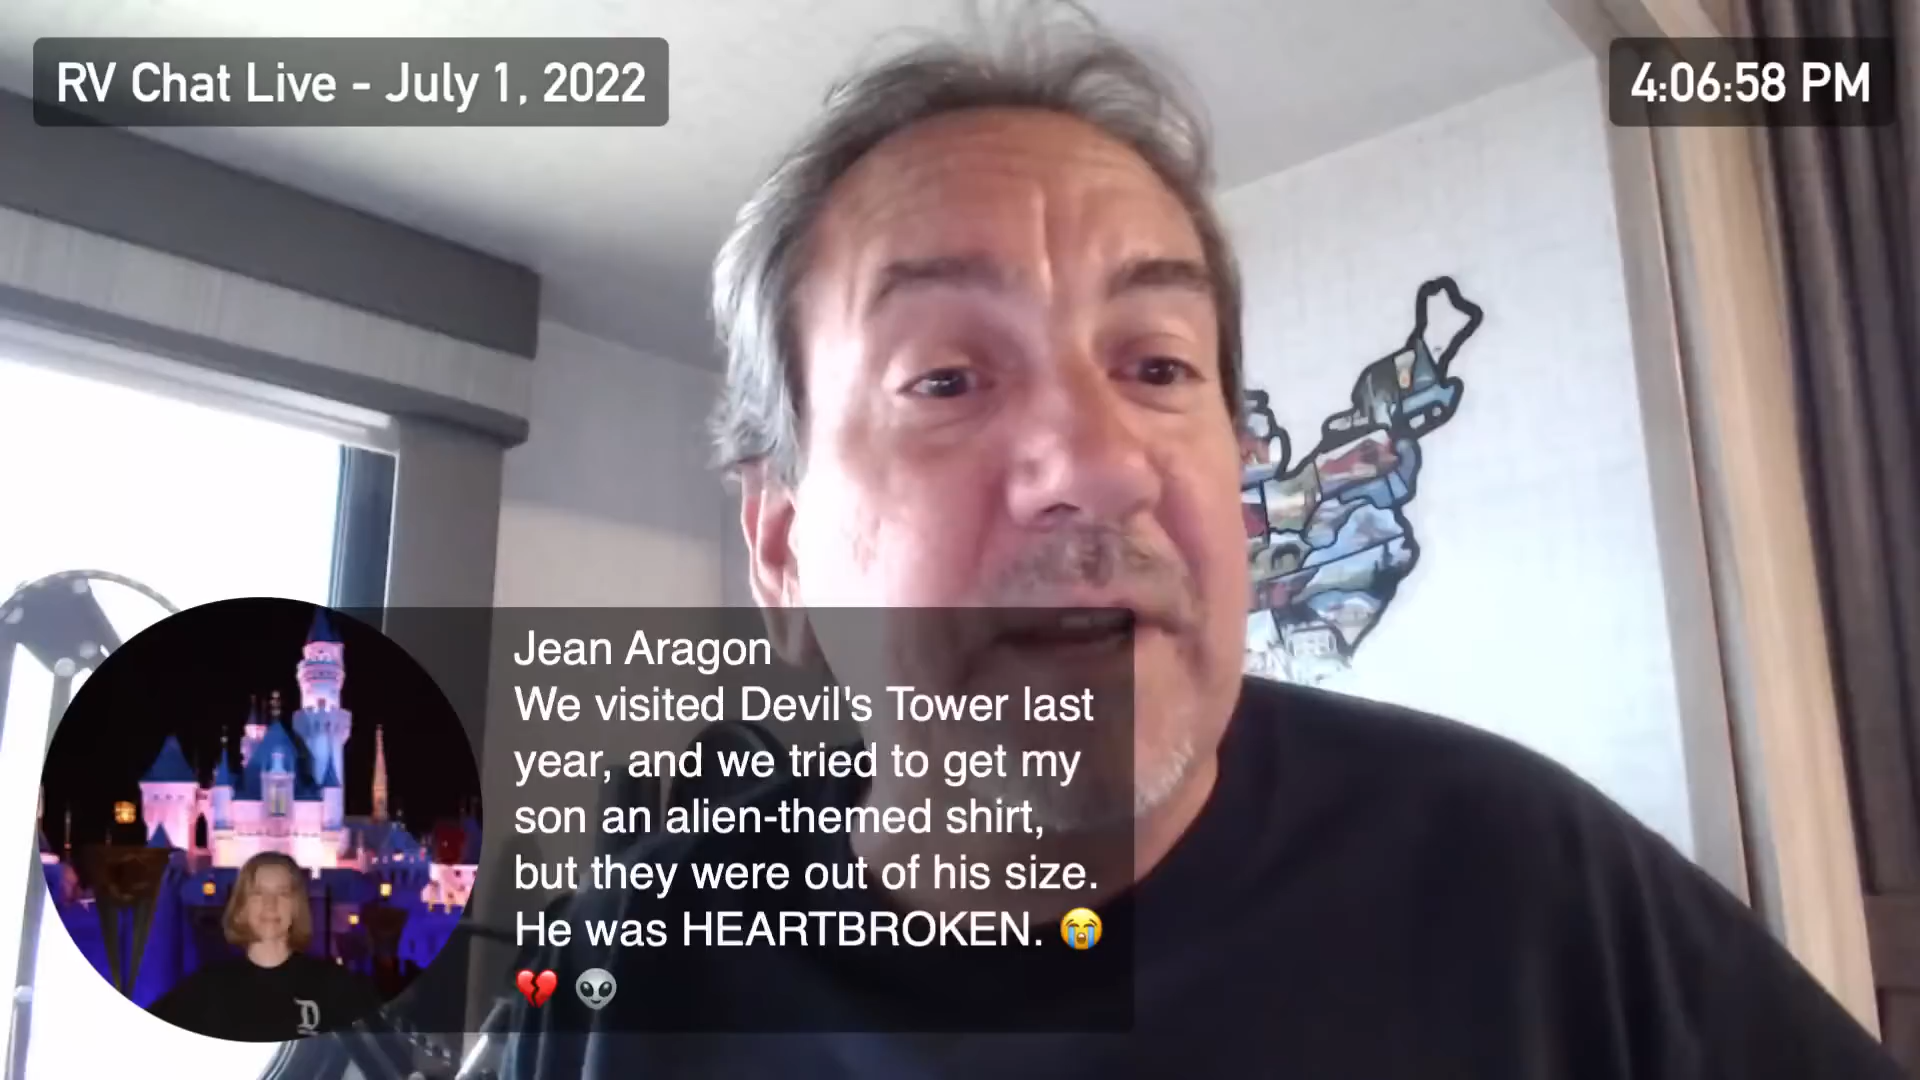 RV Chat Live - July 1, 2022
4:06:58 PM
Jean Aragon
We visited Devil's Tower last
year, and we tried to get my
son an alien-themed shirt,
but they were out of his size.
He was HEARTBROKEN. 😭
💔 👽
D